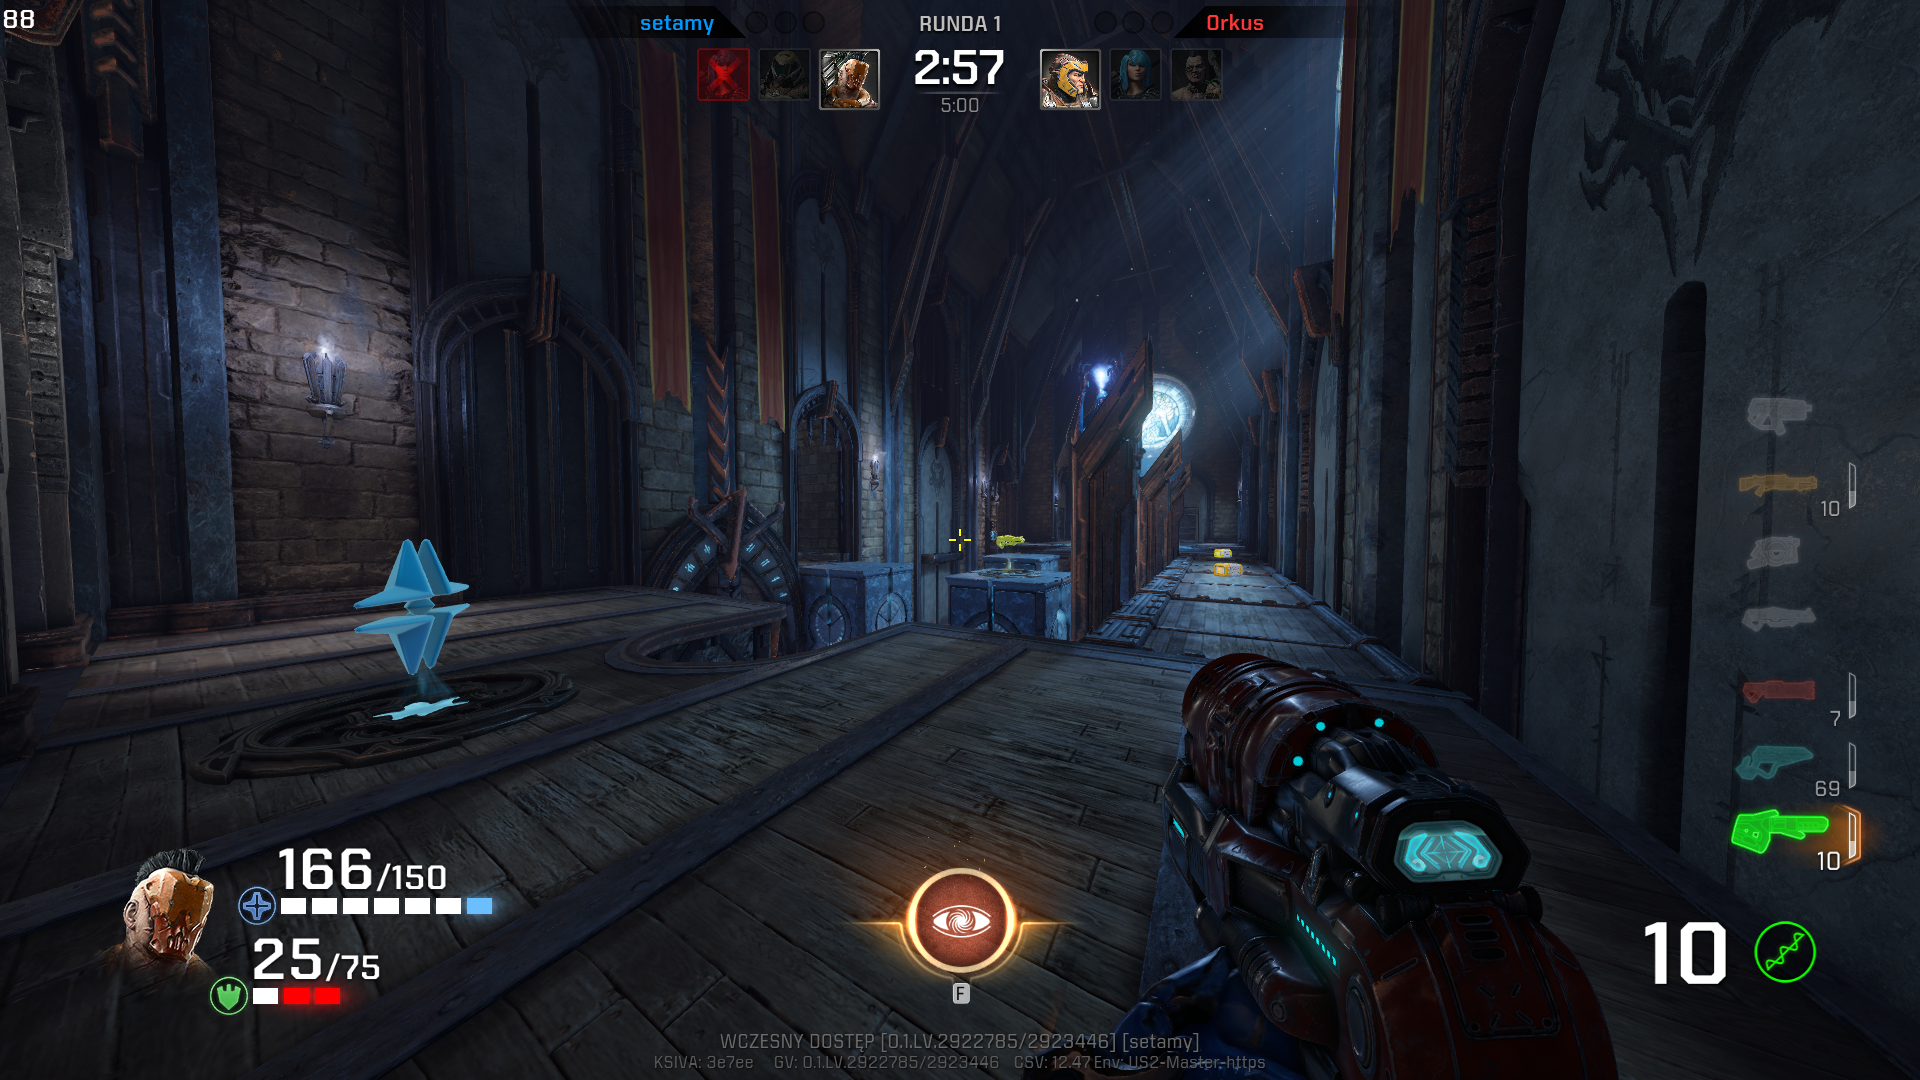 88
setamy RUNDA 1 Orkus
2:57
5:00
10
7
69
10
166/150
25/75
10
F
WCZESNY DOSTĘP [0.1.LV.2922785/2923446] [setamy]
KSIVA: 3e7ee GV: 0.1.LV.2922785/2923446 CSV: 12.47 Env: US2-Master-https